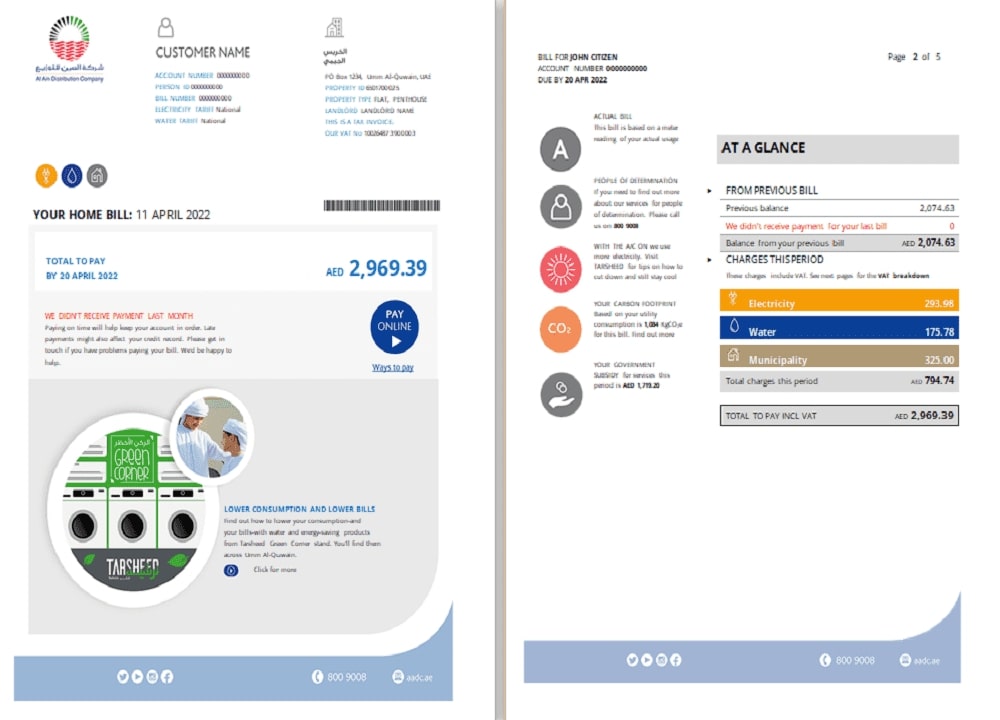 شركة العين للتوزيع
Al Ain Distribution Company
CUSTOMER NAME
ACCOUNT NUMBER 0000000000
PERSON ID 0000000000
BILL NUMBER 0000000000
ELECTRICITY TARIFF National
WATER TARIFF National
الخريس
الحبيبي
PO Box 1234, Umm Al-Quwain, UAE
PROPERTY ID 6501700025
PROPERTY TYPE FLAT, PENTHOUSE
LANDLORD LANDLORD NAME
THIS IS A TAX INVOICE.
OUR VAT No
YOUR HOME BILL: 11 APRIL 2022
TOTAL TO PAY
BY 20 APRIL 2022
AED 2,969.39
WE DIDN'T RECEIVE PAYMENT LAST MONTH
Paying on time will help keep your account in order. Late
payments might also affect your credit record. Please get in
touch if you have problems paying your bill. We'd be happy to
help.
PAY
ONLINE
Ways to pay
الركن الأخضر
GREEN
CORNER
TARSHEED
ترشيد
LOWER CONSUMPTION AND LOWER BILLS
Find out how to lower your consumption-and
your bills-with water and energy-saving products
from Tarsheed Green Corner stand. You'll find them
across Umm Al-Quwain.
Click for more
800 9008
aadc.ae
BILL FOR JOHN CITIZEN
ACCOUNT NUMBER 0000000000
DUE BY 20 APR 2022
Page 2 of 5
A
ACTUAL BILL
This bill is based on a meter
reading of your actual usage
PEOPLE OF DETERMINATION
If you need to find out more
about our services for people
of determination. Please call
us on 800 9008
WITH THE A/C ON we use
more electricity. Visit
TARSHEED for tips on how to
cut down and still stay cool
CO₂
YOUR CARBON FOOTPRINT
Based on your utility
consumption is 1,084 KgCO₂e
for this bill. Find out more
YOUR GOVERNMENT
SUBSIDY for services this
period is AED 1,719.20
AT A GLANCE
FROM PREVIOUS BILL
Previous balance 2,074.63
We didn't receive payment for your last bill 0
Balance from your previous bill AED 2,074.63
CHARGES THIS PERIOD
These charges include VAT. See next pages for the VAT breakdown
Electricity 293.98
Water 175.78
Municipality 325.00
Total charges this period AED 794.74
TOTAL TO PAY INCL VAT AED 2,969.39
800 9008
aadc.ae